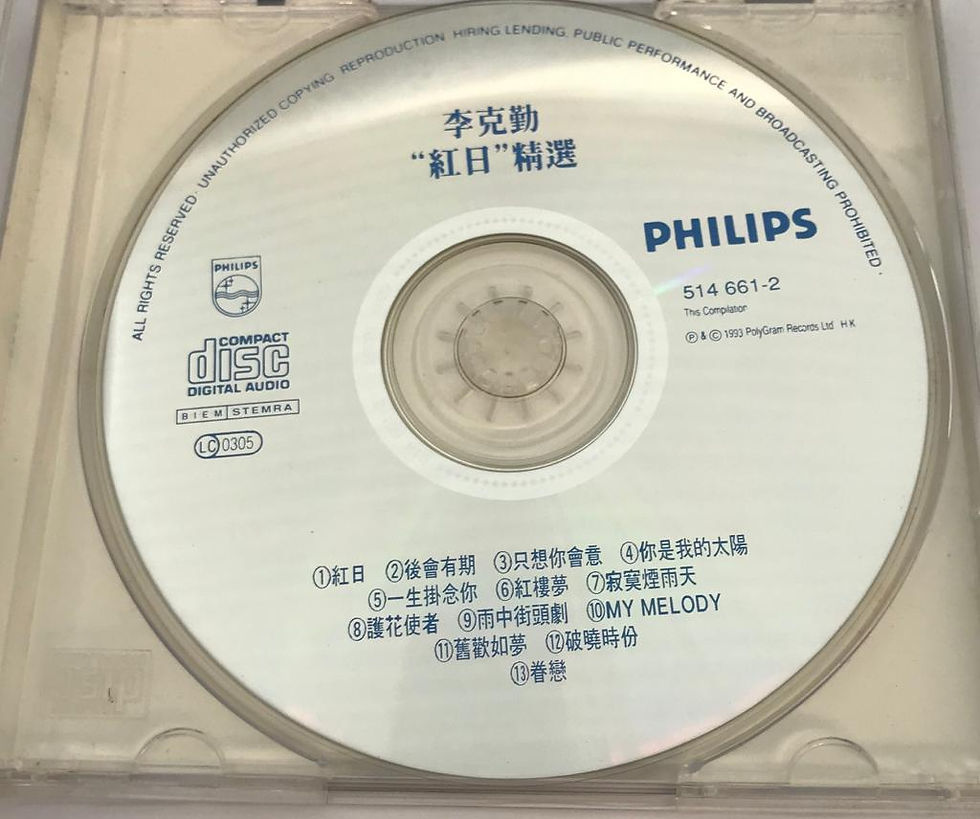 ALL RIGHTS RESERVED · UNAUTHORIZED COPYING REPRODUCTION HIRING LENDING, PUBLIC PERFORMANCE AND BROADCASTING PROHIBITED ·
李克勤
“紅日”精選
PHILIPS
514 661-2
This Compilation
Ⓟ & © 1993 PolyGram Records Ltd H K
PHILIPS
COMPACT
disc
DIGITAL AUDIO
BIEM STEMRA
LC 0305
①紅日 ②後會有期 ③只想你會意 ④你是我的太陽
⑤一生掛念你 ⑥紅樓夢 ⑦寂寞煙雨天
⑧護花使者 ⑨雨中街頭劇 ⑩MY MELODY
⑪舊歡如夢 ⑫破曉時份
⑬眷戀